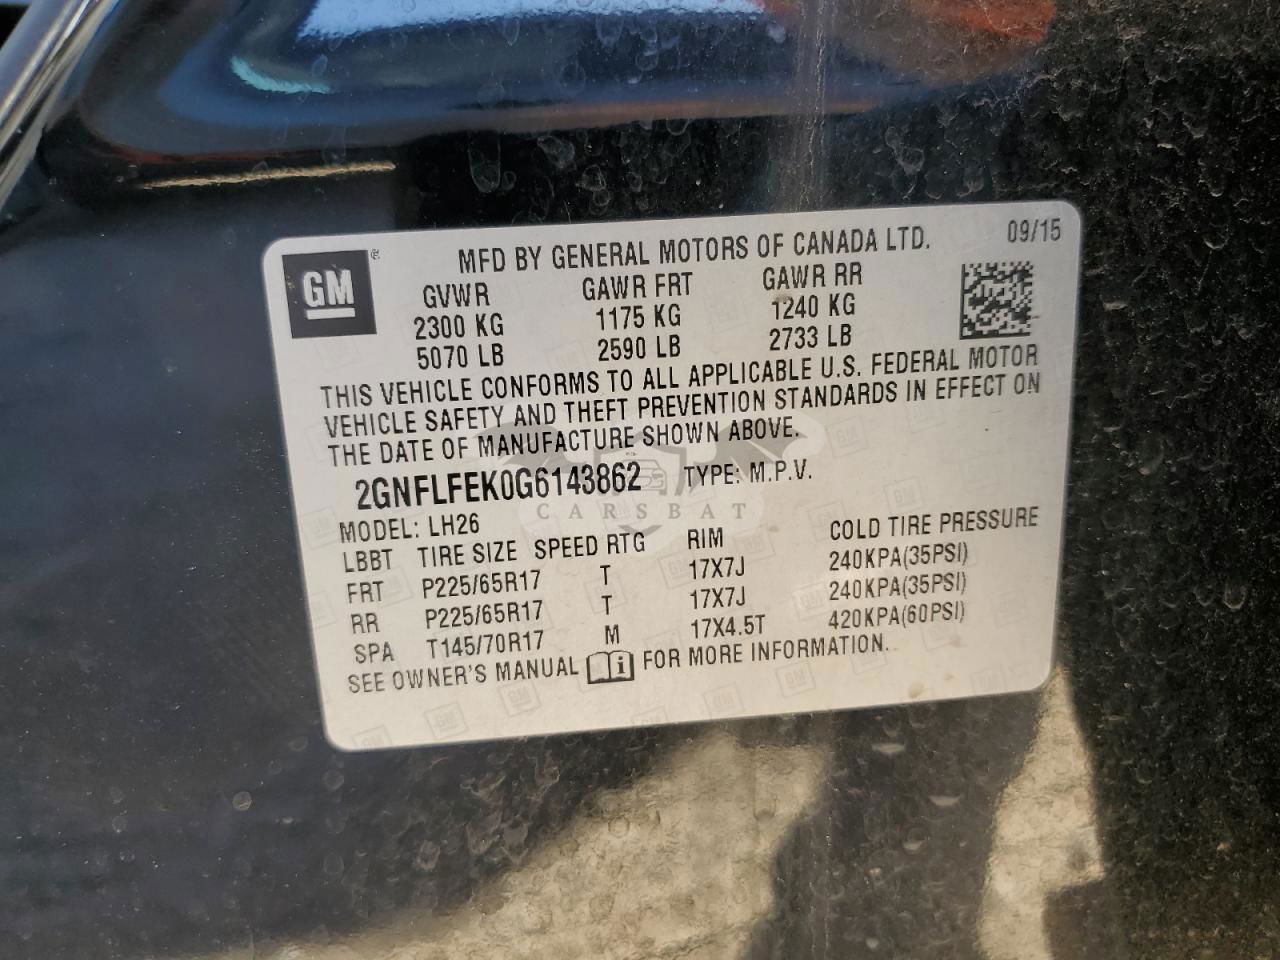 GM
MFD BY GENERAL MOTORS OF CANADA LTD. 09/15
GVWR GAWR FRT GAWR RR
2300 KG 1175 KG 1240 KG
5070 LB 2590 LB 2733 LB
THIS VEHICLE CONFORMS TO ALL APPLICABLE U.S. FEDERAL MOTOR
VEHICLE SAFETY AND THEFT PREVENTION STANDARDS IN EFFECT ON
THE DATE OF MANUFACTURE SHOWN ABOVE.
2GNFLFEK0G6143862 TYPE: M.P.V.
CARSBAT
MODEL: LH26
LBBT TIRE SIZE SPEED RTG RIM COLD TIRE PRESSURE
FRT P225/65R17 T 17X7J 240KPA(35PSI)
RR P225/65R17 T 17X7J 240KPA(35PSI)
SPA T145/70R17 M 17X4.5T 420KPA(60PSI)
SEE OWNER'S MANUAL i FOR MORE INFORMATION.